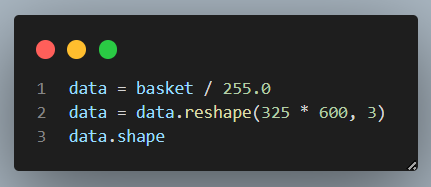 1 data = basket / 255.0
2 data = data.reshape(325 * 600, 3)
3 data.shape